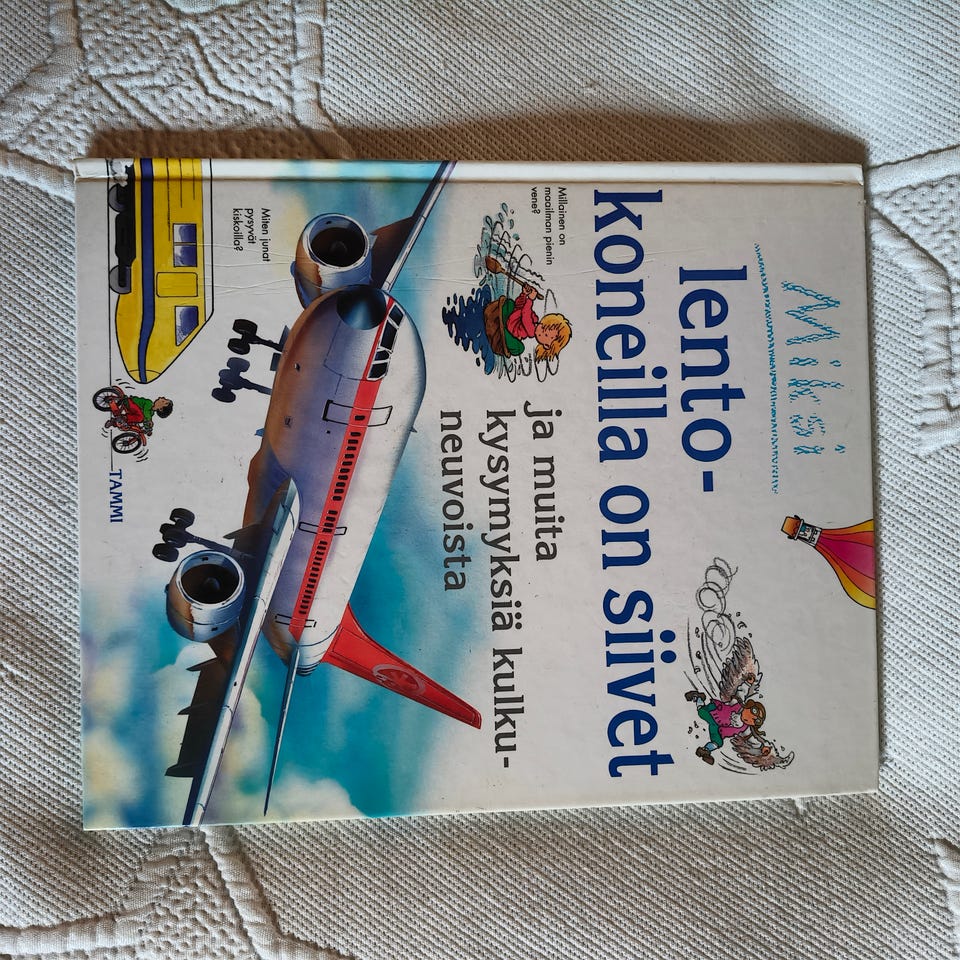 Miksi
lento-
koneilla on siivet
ja muita
kysymyksiä kulku-
neuvoista
Millainen on
maailman pienin
vene?
Miten junat
pysyvät
kiskoilla?
TAMMI